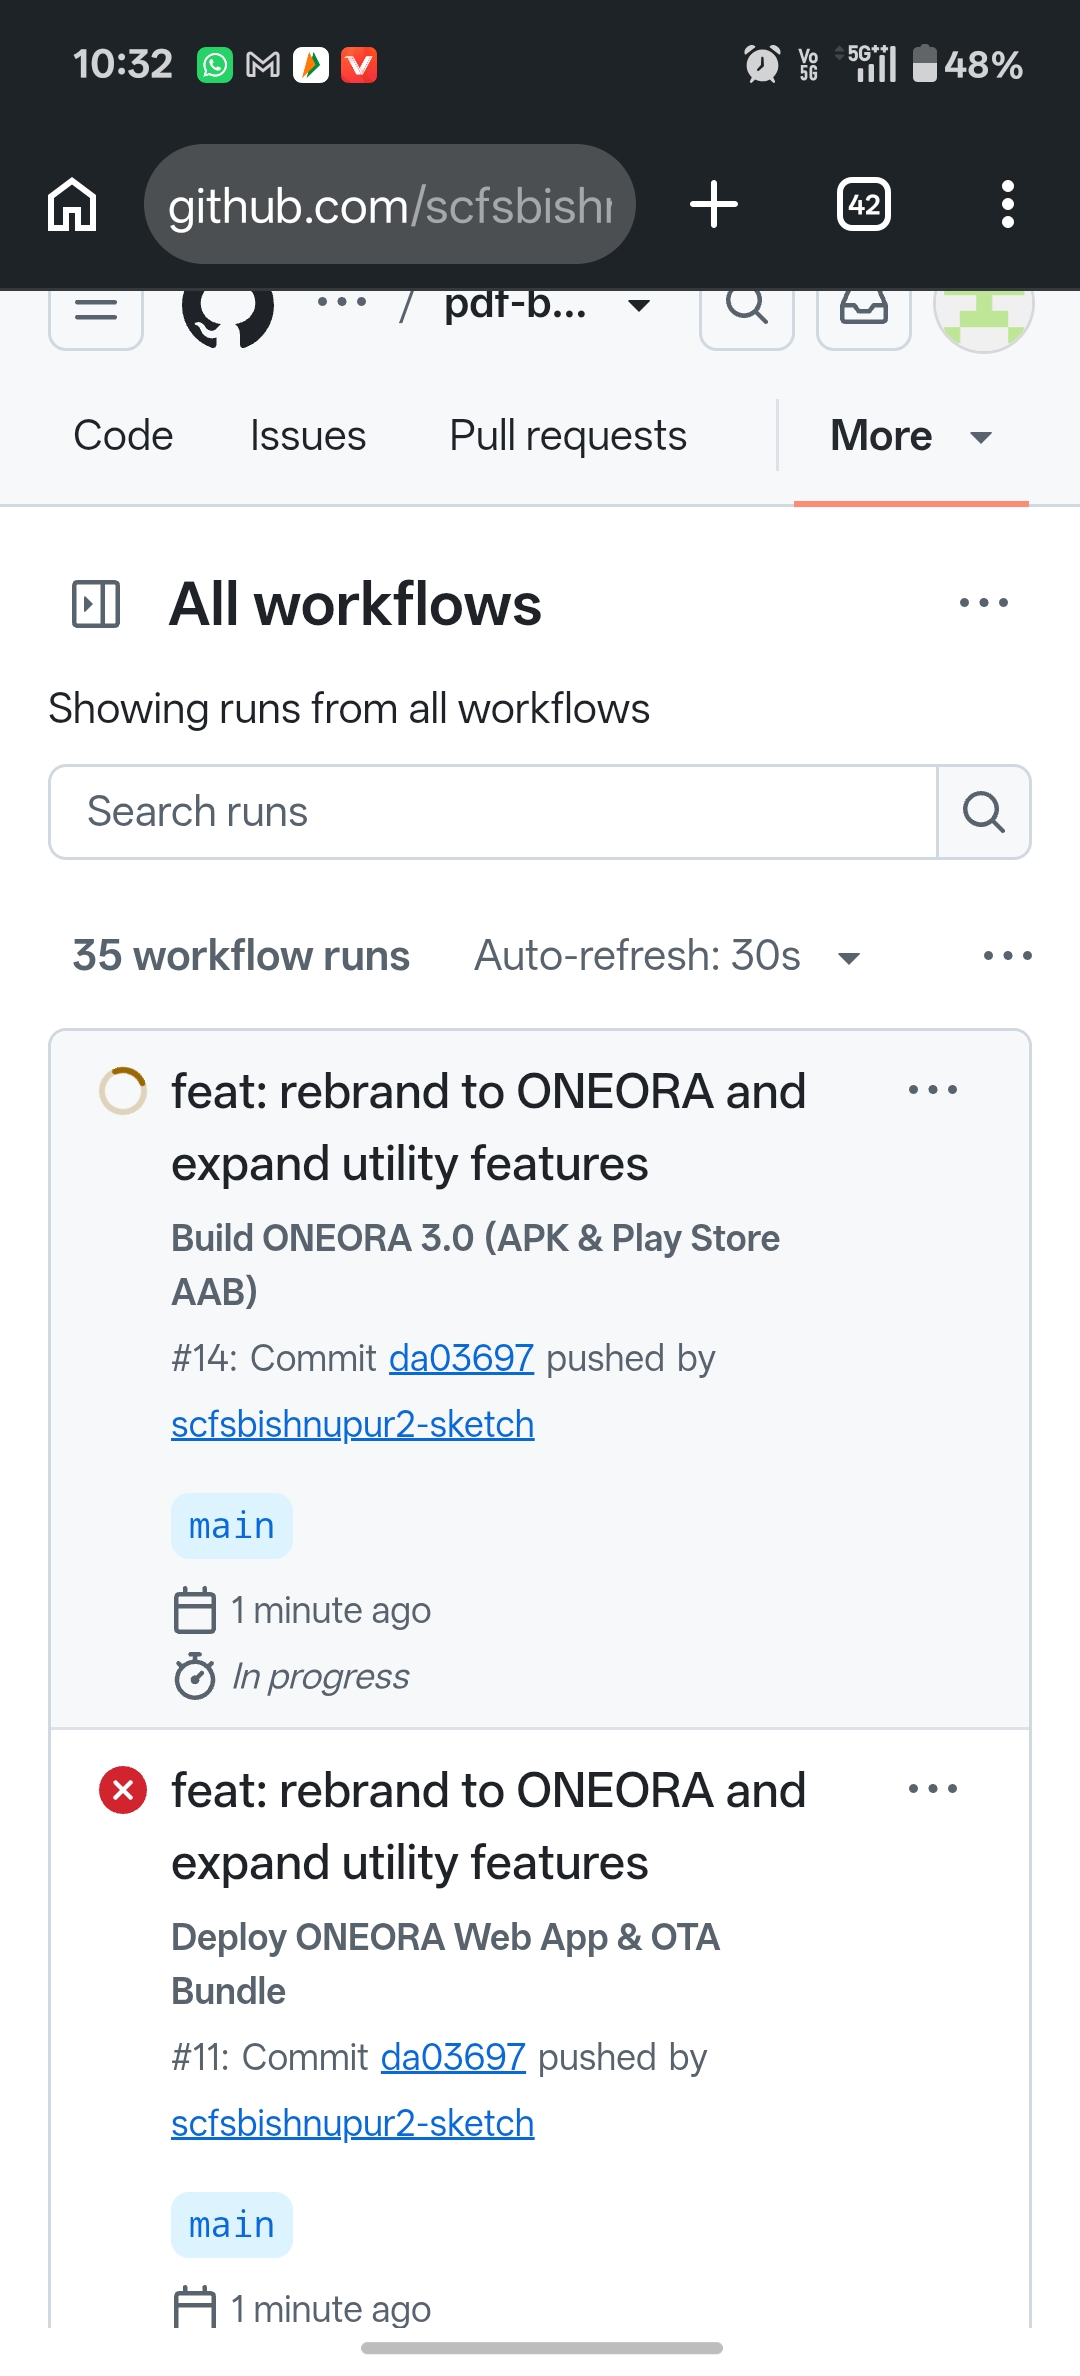 10:32
Vo 5G
5G++
48%
github.com/scfsbish
42
/ pdf-b...
Code Issues Pull requests More
All workflows
Showing runs from all workflows
Search runs
35 workflow runs Auto-refresh: 30s
feat: rebrand to ONEORA and
expand utility features
Build ONEORA 3.0 (APK & Play Store
AAB)
#14: Commit da03697 pushed by
scfsbishnupur2-sketch
main
1 minute ago
In progress
feat: rebrand to ONEORA and
expand utility features
Deploy ONEORA Web App & OTA
Bundle
#11: Commit da03697 pushed by
scfsbishnupur2-sketch
main
1 minute ago